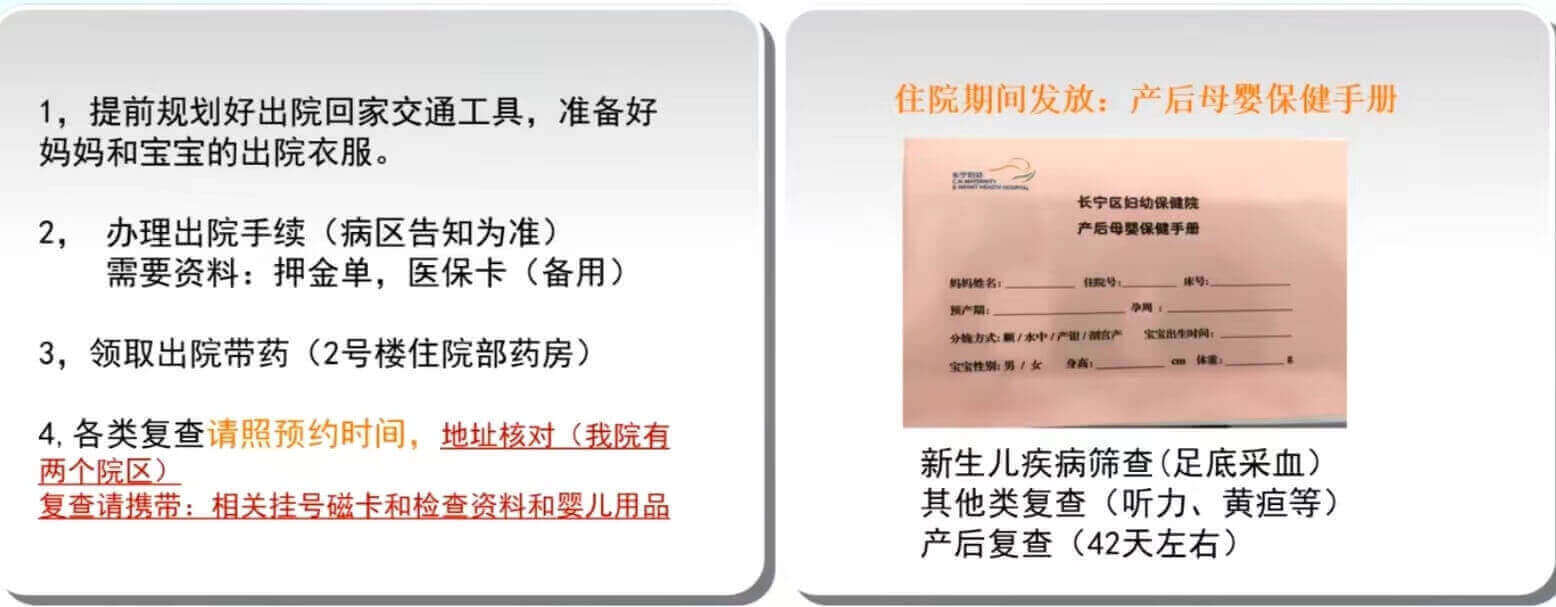 1，提前规划好出院回家交通工具，准备好
妈妈和宝宝的出院衣服。
2， 办理出院手续（病区告知为准）
需要资料：押金单，医保卡（备用）
3，领取出院带药（2号楼住院部药房）
4,各类复查请照预约时间，地址核对（我院有
两个院区）
复查请携带：相关挂号磁卡和检查资料和婴儿用品
住院期间发放：产后母婴保健手册
长宁妇幼
C.N MATERNITY
& INFANT HEALTH HOSPITAL
长宁区妇幼保健院
产后母婴保健手册
妈妈姓名：________ 住院号：________ 床号：________
预产期：________ 孕周：________
分娩方式：顺/水中/产钳/剖宫产 宝宝出生时间：________
宝宝性别：男 / 女 身高：________ cm 体重：________ g
新生儿疾病筛查(足底采血）
其他类复查（听力、黄疸等）
产后复查（42天左右）